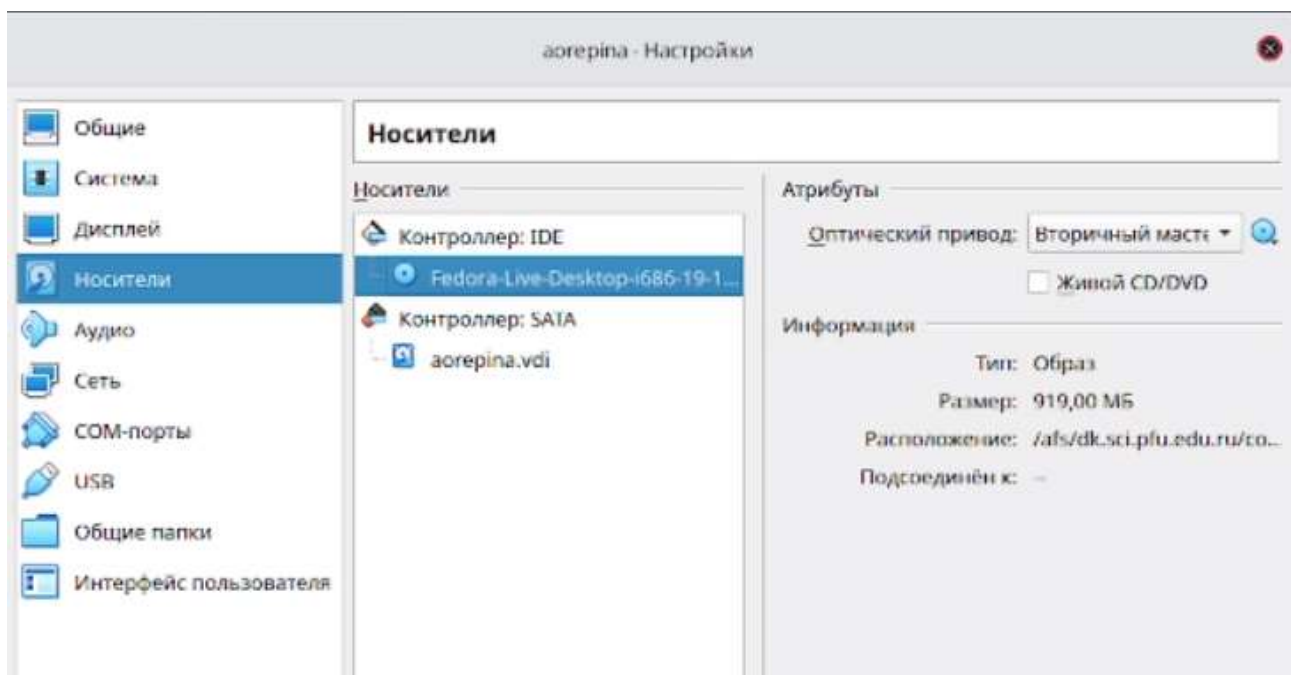 aorepina - Настройки
Общие
Система
Дисплей
Носители
Аудио
Сеть
COM-порты
USB
Общие папки
Интерфейс пользователя
Носители
Носители
Контроллер: IDE
Fedora-Live-Desktop-i686-19-1...
Контроллер: SATA
aorepina.vdi
Атрибуты
Оптический привод: Вторичный масте
Живой CD/DVD
Информация
Тип: Образ
Размер: 919,00 МБ
Расположение: /afs/dk.sci.pfu.edu.ru/co...
Подсоединён к: --